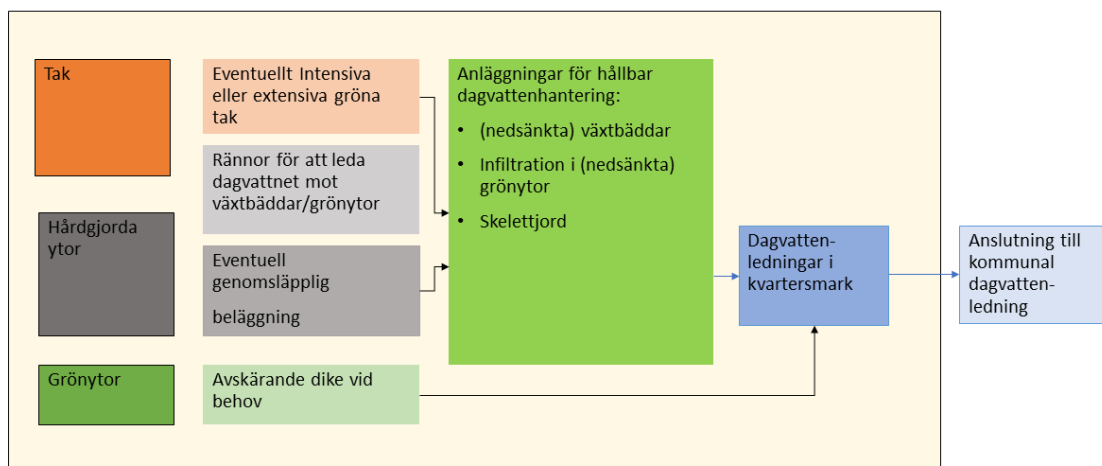 Tak
Eventuellt Intensiva
eller extensiva gröna
tak
Rännor för att leda
dagvattnet mot
växtbäddar/grönytor
Hårdgjorda
ytor
Eventuell
genomsläpplig
beläggning
Grönytor
Avskärande dike vid
behov
Anläggningar för hållbar
dagvattenhantering:
• (nedsänkta) växtbäddar
• Infiltration i (nedsänkta)
grönytor
• Skelettjord
Dagvatten-
ledningar i
kvartersmark
Anslutning till
kommunal
dagvatten-
ledning